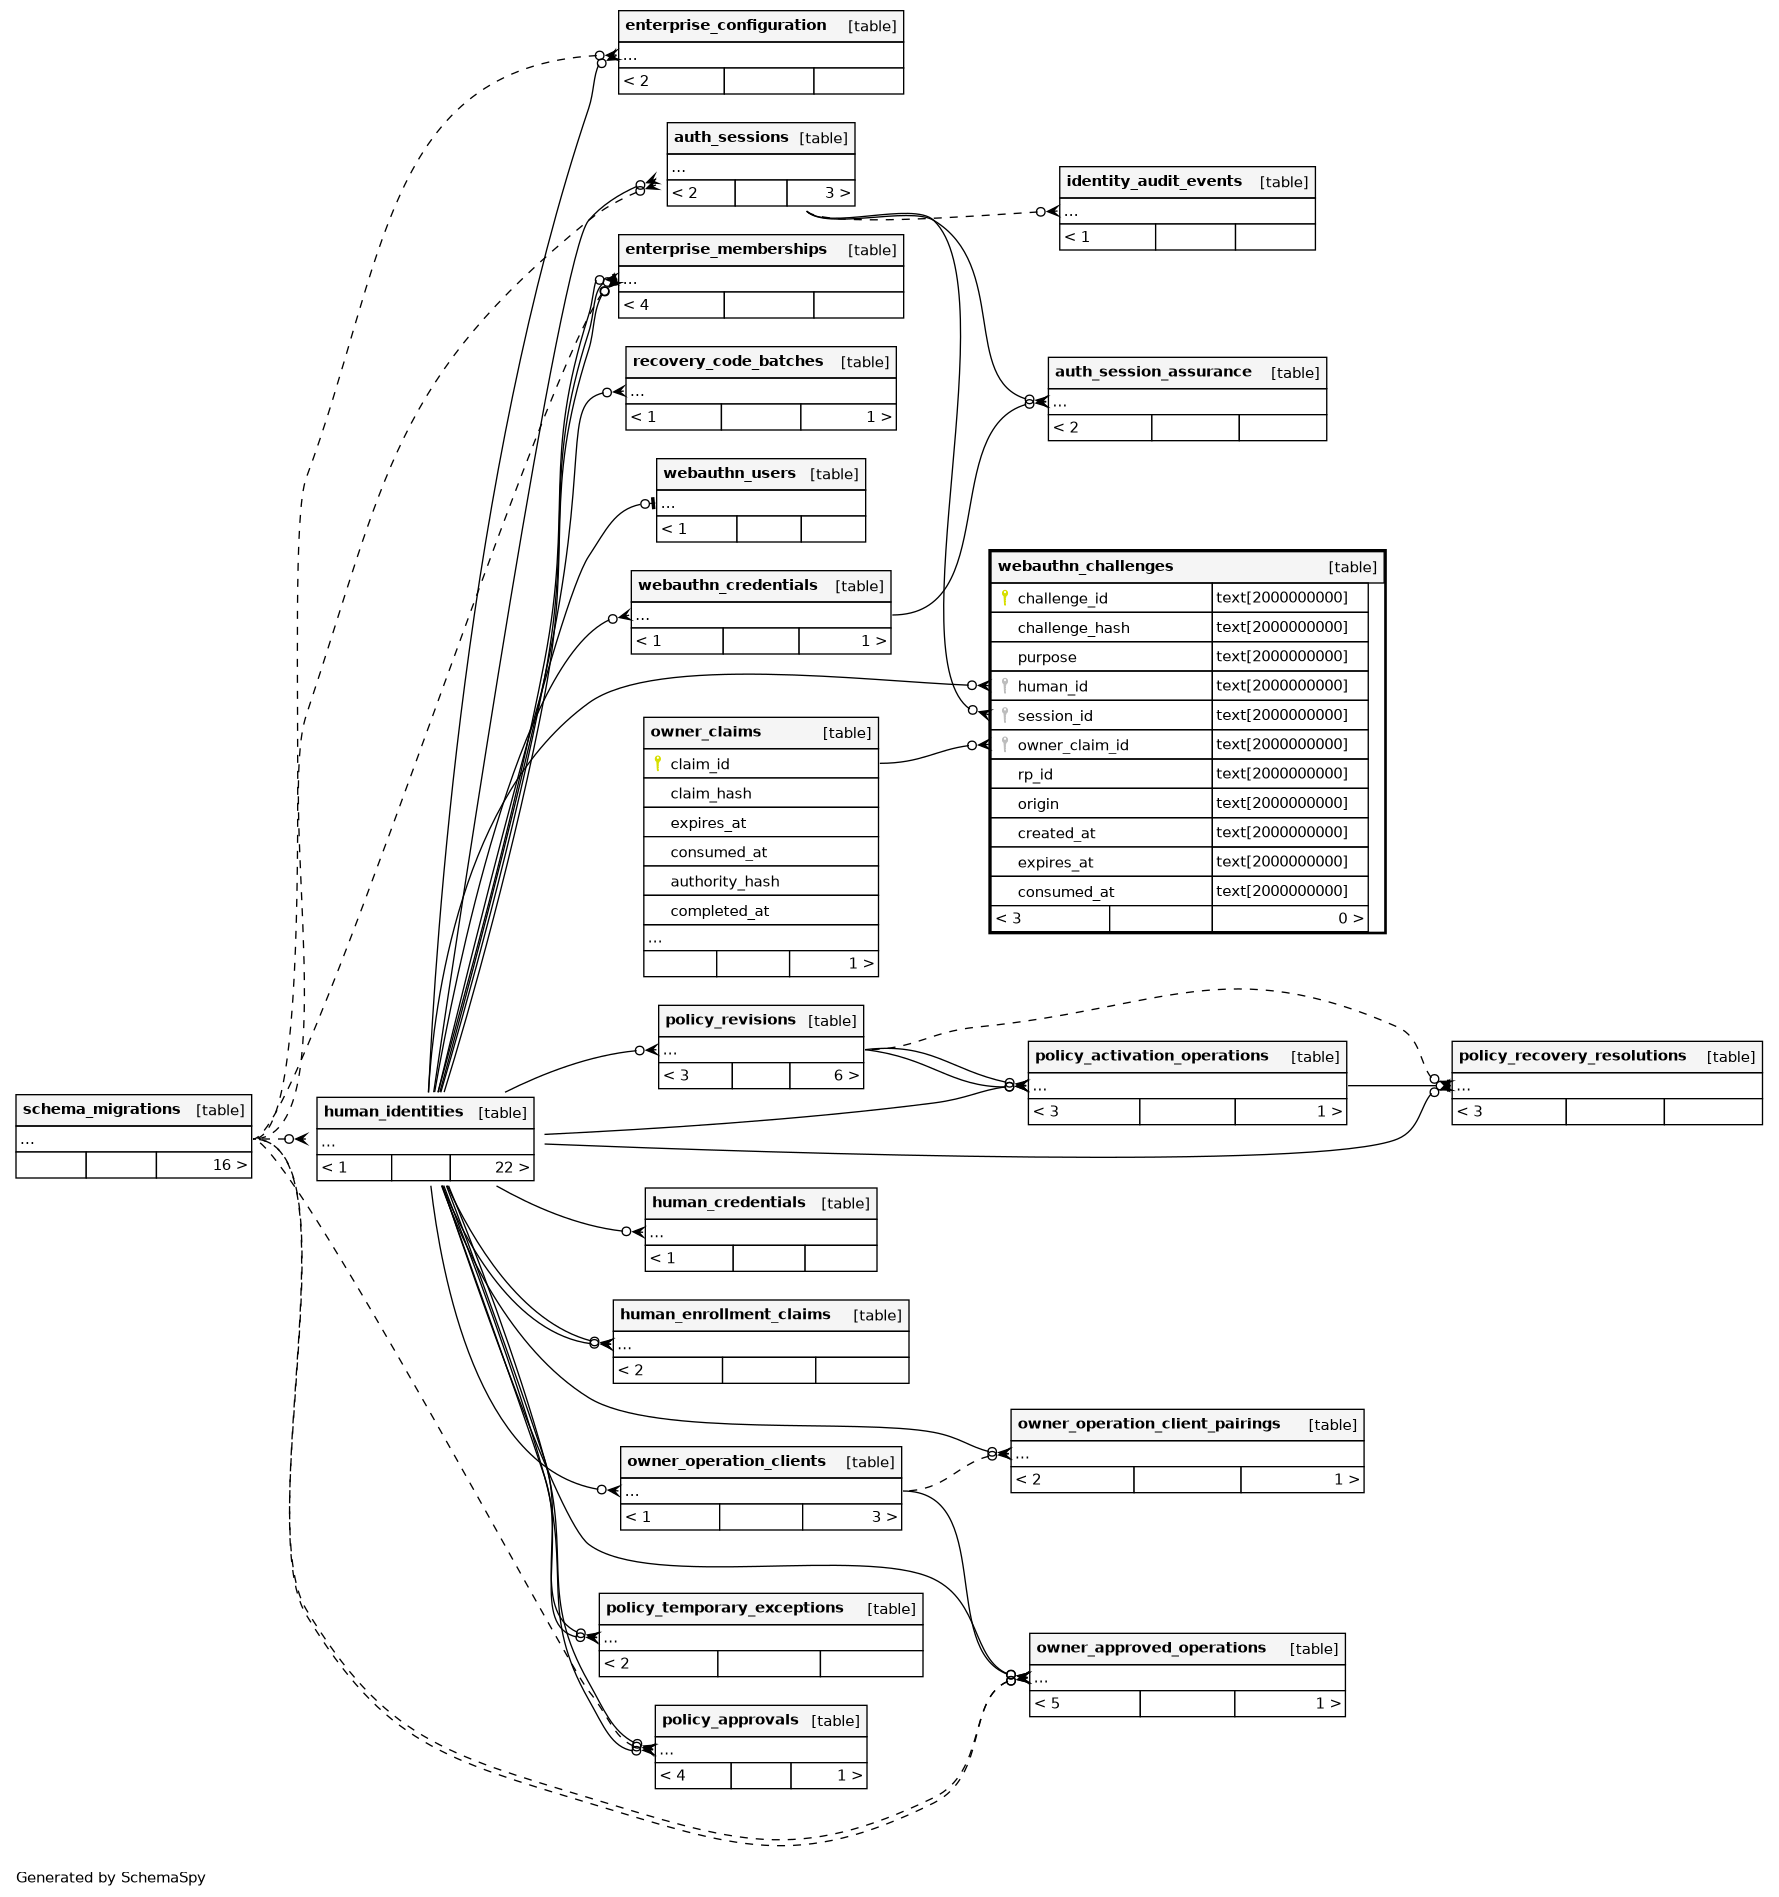 enterprise_configuration [table]
...
< 2
auth_sessions [table]
...
< 2 3 >
identity_audit_events [table]
...
< 1
enterprise_memberships [table]
...
< 4
recovery_code_batches [table]
...
< 1 1 >
auth_session_assurance [table]
...
< 2
webauthn_users [table]
...
< 1
webauthn_credentials [table]
...
< 1 1 >
webauthn_challenges [table]
challenge_id text[2000000000]
challenge_hash text[2000000000]
purpose text[2000000000]
human_id text[2000000000]
session_id text[2000000000]
owner_claim_id text[2000000000]
rp_id text[2000000000]
origin text[2000000000]
created_at text[2000000000]
expires_at text[2000000000]
consumed_at text[2000000000]
< 3 0 >
owner_claims [table]
claim_id
claim_hash
expires_at
consumed_at
authority_hash
completed_at
...
1 >
policy_revisions [table]
...
< 3 6 >
policy_activation_operations [table]
...
< 3 1 >
policy_recovery_resolutions [table]
...
< 3
schema_migrations [table]
...
16 >
human_identities [table]
...
< 1 22 >
human_credentials [table]
...
< 1
human_enrollment_claims [table]
...
< 2
owner_operation_client_pairings [table]
...
< 2 1 >
owner_operation_clients [table]
...
< 1 3 >
policy_temporary_exceptions [table]
...
< 2
owner_approved_operations [table]
...
< 5 1 >
policy_approvals [table]
...
< 4 1 >
Generated by SchemaSpy